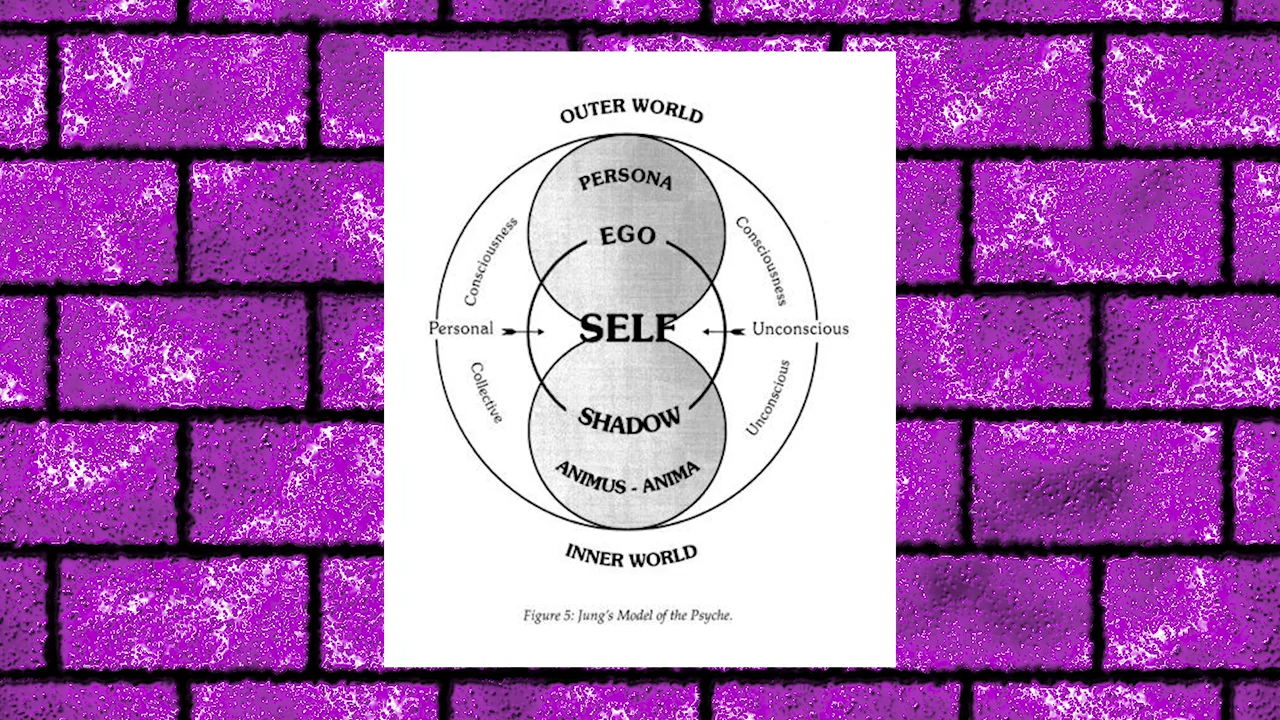 OUTER WORLD
PERSONA
EGO
Consciousness
Consciousness
Personal
SELF
Unconscious
Collective
Unconscious
SHADOW
ANIMUS - ANIMA
INNER WORLD
Figure 5: Jung's Model of the Psyche.